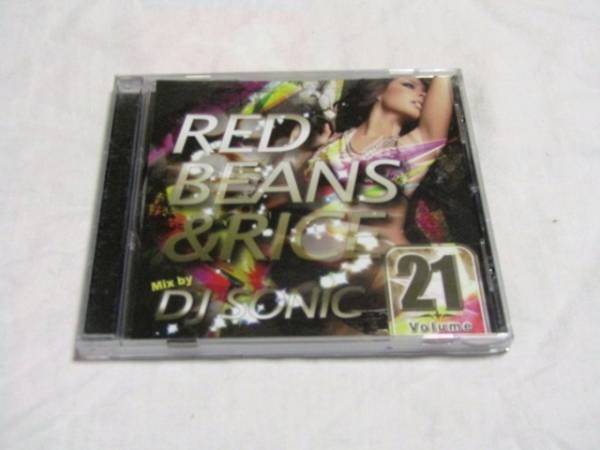 RED
BEANS
&RICE
Mix by
DJ SONIC
21
Volume